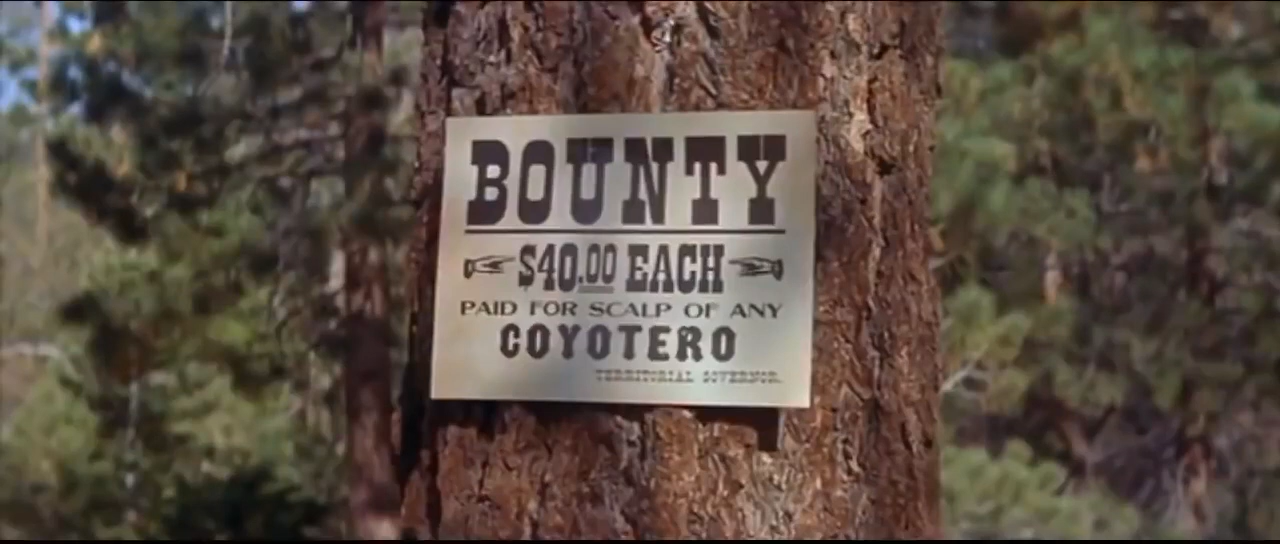 BOUNTY
$40.00 EACH
PAID FOR SCALP OF ANY
COYOTERO
TERRITORIAL GOVERNOR.